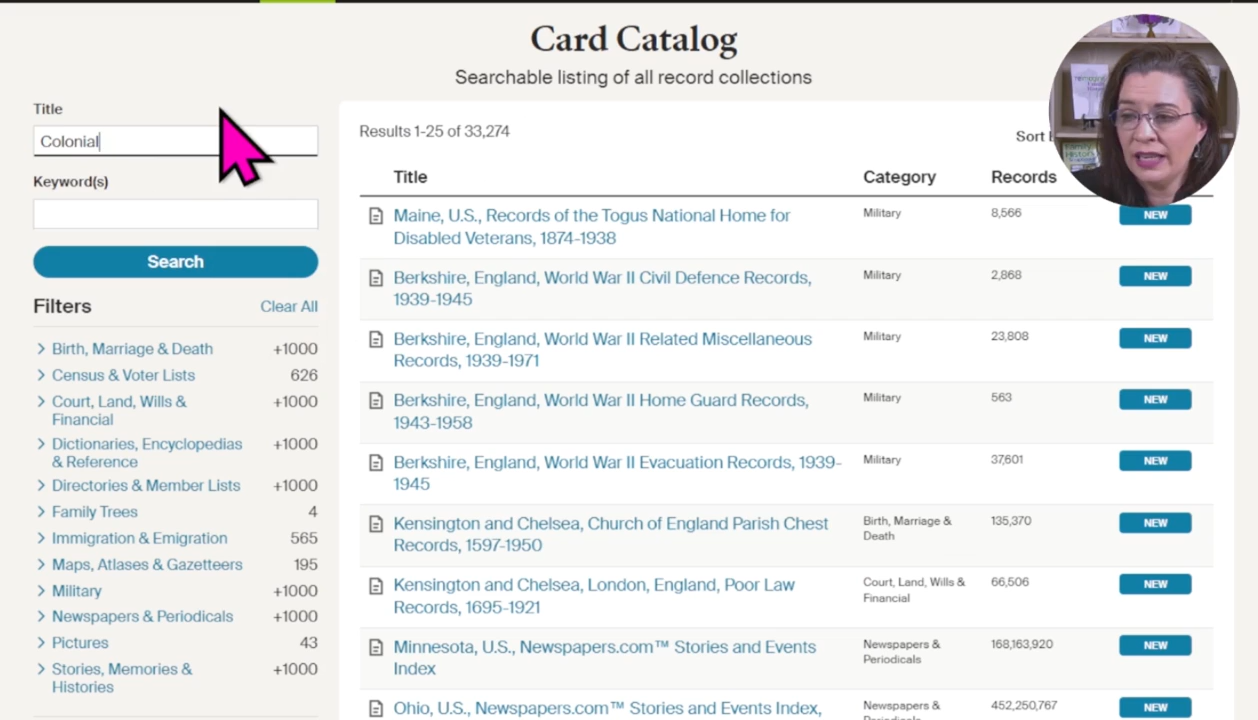 Card Catalog
Searchable listing of all record collections
Title
Colonial
Keyword(s)
Search
Filters Clear All
Birth, Marriage & Death +1000
Census & Voter Lists 626
Court, Land, Wills & +1000
Financial
Dictionaries, Encyclopedias +1000
& Reference
Directories & Member Lists +1000
Family Trees 4
Immigration & Emigration 565
Maps, Atlases & Gazetteers 195
Military +1000
Newspapers & Periodicals +1000
Pictures 43
Stories, Memories & +1000
Histories
Results 1-25 of 33,274
Sort
Title Category Records
Maine, U.S., Records of the Togus National Home for Military 8,566 NEW
Disabled Veterans, 1874-1938
Berkshire, England, World War II Civil Defence Records, Military 2,868 NEW
1939-1945
Berkshire, England, World War II Related Miscellaneous Military 23,808 NEW
Records, 1939-1971
Berkshire, England, World War II Home Guard Records, Military 563 NEW
1943-1958
Berkshire, England, World War II Evacuation Records, 1939- Military 37,601 NEW
1945
Kensington and Chelsea, Church of England Parish Chest Birth, Marriage & 135,370 NEW
Records, 1597-1950 Death
Kensington and Chelsea, London, England, Poor Law Court, Land, Wills & 66,506 NEW
Records, 1695-1921 Financial
Minnesota, U.S., Newspapers.com™ Stories and Events Newspapers & 168,163,920 NEW
Index Periodicals
Ohio, U.S., Newspapers.com™ Stories and Events Index, Newspapers & 452,250,767 NEW
Periodicals